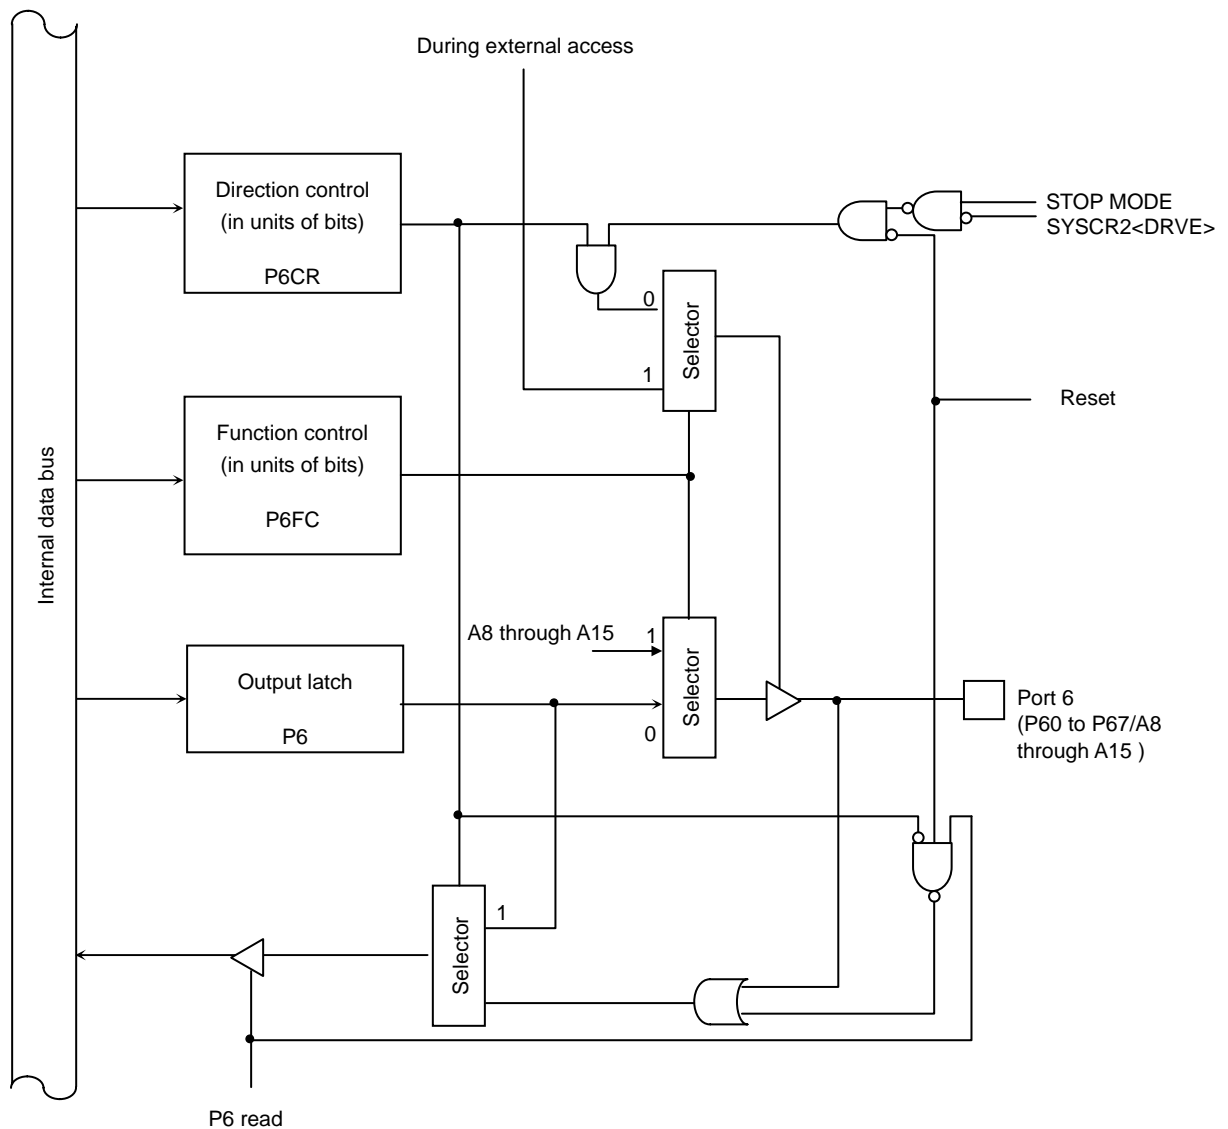 During external access
Direction control
(in units of bits)
P6CR
STOP MODE
SYSCR2<DRVE>
0
Selector
1
Reset
Function control
(in units of bits)
P6FC
Internal data bus
A8 through A15
1
Selector
0
Output latch
P6
Port 6
(P60 to P67/A8
through A15 )
1
Selector
P6 read